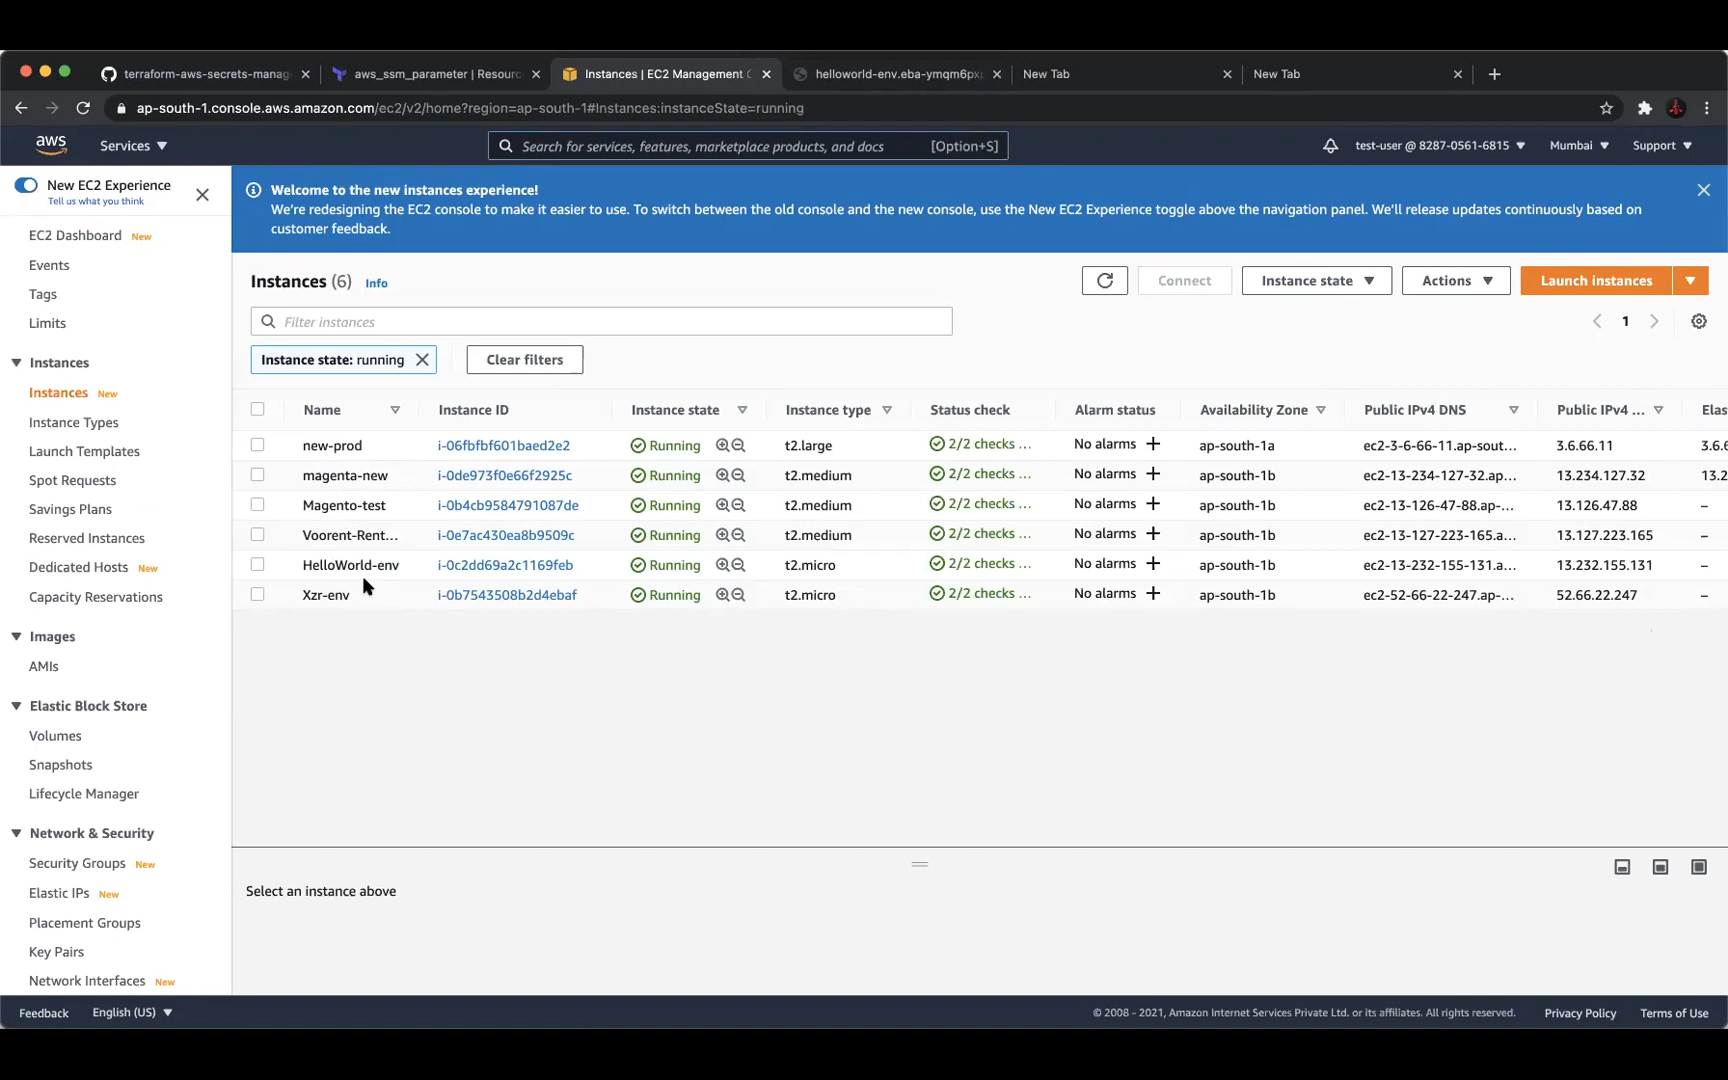 terraform-aws-secrets-manag
aws_ssm_parameter | Resourc
Instances | EC2 Management C
helloworld-env.eba-ymqm6px
New Tab
New Tab
ap-south-1.console.aws.amazon.com/ec2/v2/home?region=ap-south-1#Instances:instanceState=running
aws
Services
Search for services, features, marketplace products, and docs [Option+S]
test-user @ 8287-0561-6815
Mumbai
Support
New EC2 Experience
Tell us what you think
EC2 Dashboard New
Events
Tags
Limits
Instances
Instances New
Instance Types
Launch Templates
Spot Requests
Savings Plans
Reserved Instances
Dedicated Hosts New
Capacity Reservations
Images
AMIs
Elastic Block Store
Volumes
Snapshots
Lifecycle Manager
Network & Security
Security Groups New
Elastic IPs New
Placement Groups
Key Pairs
Network Interfaces New
Welcome to the new instances experience!
We're redesigning the EC2 console to make it easier to use. To switch between the old console and the new console, use the New EC2 Experience toggle above the navigation panel. We'll release updates continuously based on
customer feedback.
Instances (6) Info
Connect
Instance state
Actions
Launch instances
Filter instances
1
Instance state: running
Clear filters
Name Instance ID Instance state Instance type Status check Alarm status Availability Zone Public IPv4 DNS Public IPv4 ... Elas
new-prod i-06fbfbf601baed2e2 Running t2.large 2/2 checks ... No alarms + ap-south-1a ec2-3-6-66-11.ap-sout... 3.6.66.11 3.6.6
magenta-new i-0de973f0e66f2925c Running t2.medium 2/2 checks ... No alarms + ap-south-1b ec2-13-234-127-32.ap... 13.234.127.32 13.2
Magento-test i-0b4cb9584791087de Running t2.medium 2/2 checks ... No alarms + ap-south-1b ec2-13-126-47-88.ap-... 13.126.47.88 –
Voorent-Rent... i-0e7ac430ea8b9509c Running t2.medium 2/2 checks ... No alarms + ap-south-1b ec2-13-127-223-165.a... 13.127.223.165 –
HelloWorld-env i-0c2dd69a2c1169feb Running t2.micro 2/2 checks ... No alarms + ap-south-1b ec2-13-232-155-131.a... 13.232.155.131 –
Xzr-env i-0b7543508b2d4ebaf Running t2.micro 2/2 checks ... No alarms + ap-south-1b ec2-52-66-22-247.ap-... 52.66.22.247 –
Select an instance above
Feedback
English (US)
© 2008 - 2021, Amazon Internet Services Private Ltd. or its affiliates. All rights reserved.
Privacy Policy
Terms of Use